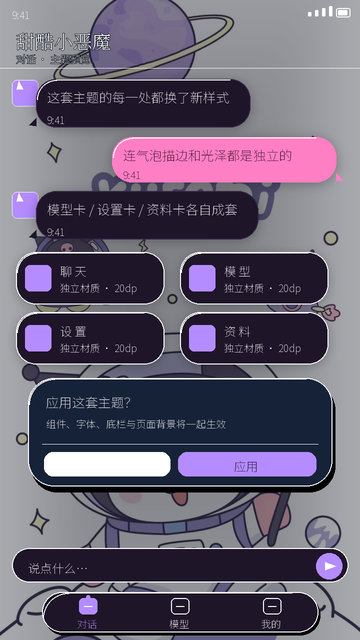 9:41
甜酷小恶魔
对话 · 主
这套主题的每一处都换了新样式
9:41
连气泡描边和光泽都是独立的
9:41
模型卡 / 设置卡 / 资料卡各自成套
9:41
聊天
独立材质 · 20dp
模型
独立材质 · 20dp
设置
独立材质 · 20dp
资料
独立材质 · 20dp
应用这套主题?
组件、字体、底栏与页面背景将一起生效
应用
说点什么…
对话
模型
我的